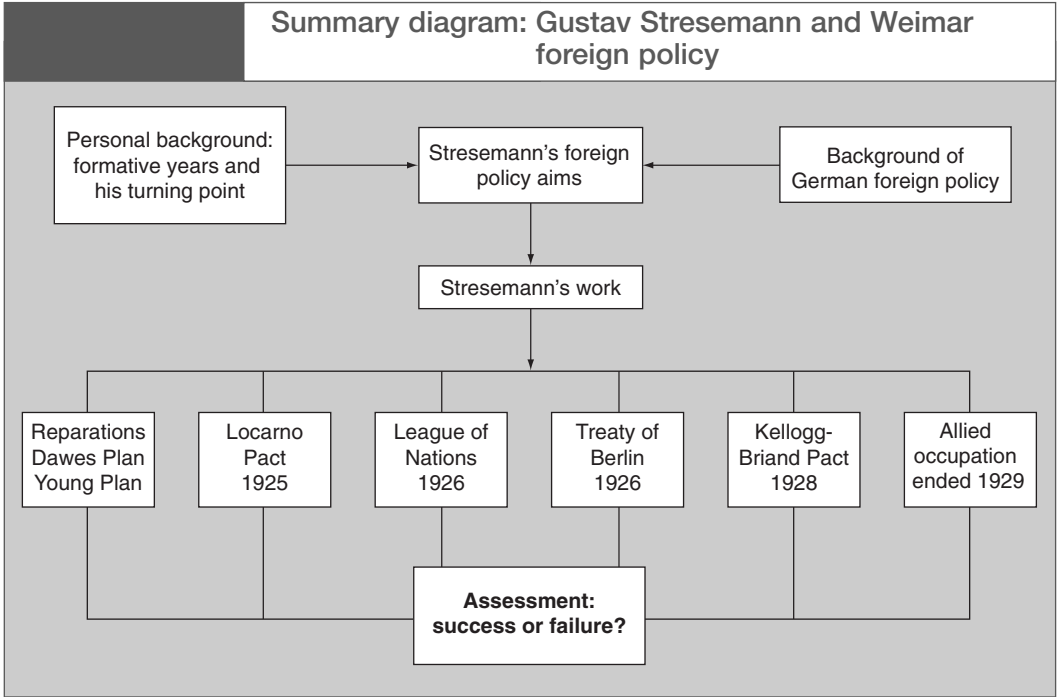 Summary diagram: Gustav Stresemann and Weimar
foreign policy
Personal background:
formative years and
his turning point
Stresemann's foreign
policy aims
Background of
German foreign policy
Stresemann's work
Reparations
Dawes Plan
Young Plan
Locarno
Pact
1925
League of
Nations
1926
Treaty of
Berlin
1926
Kellogg-
Briand Pact
1928
Allied
occupation
ended 1929
Assessment:
success or failure?